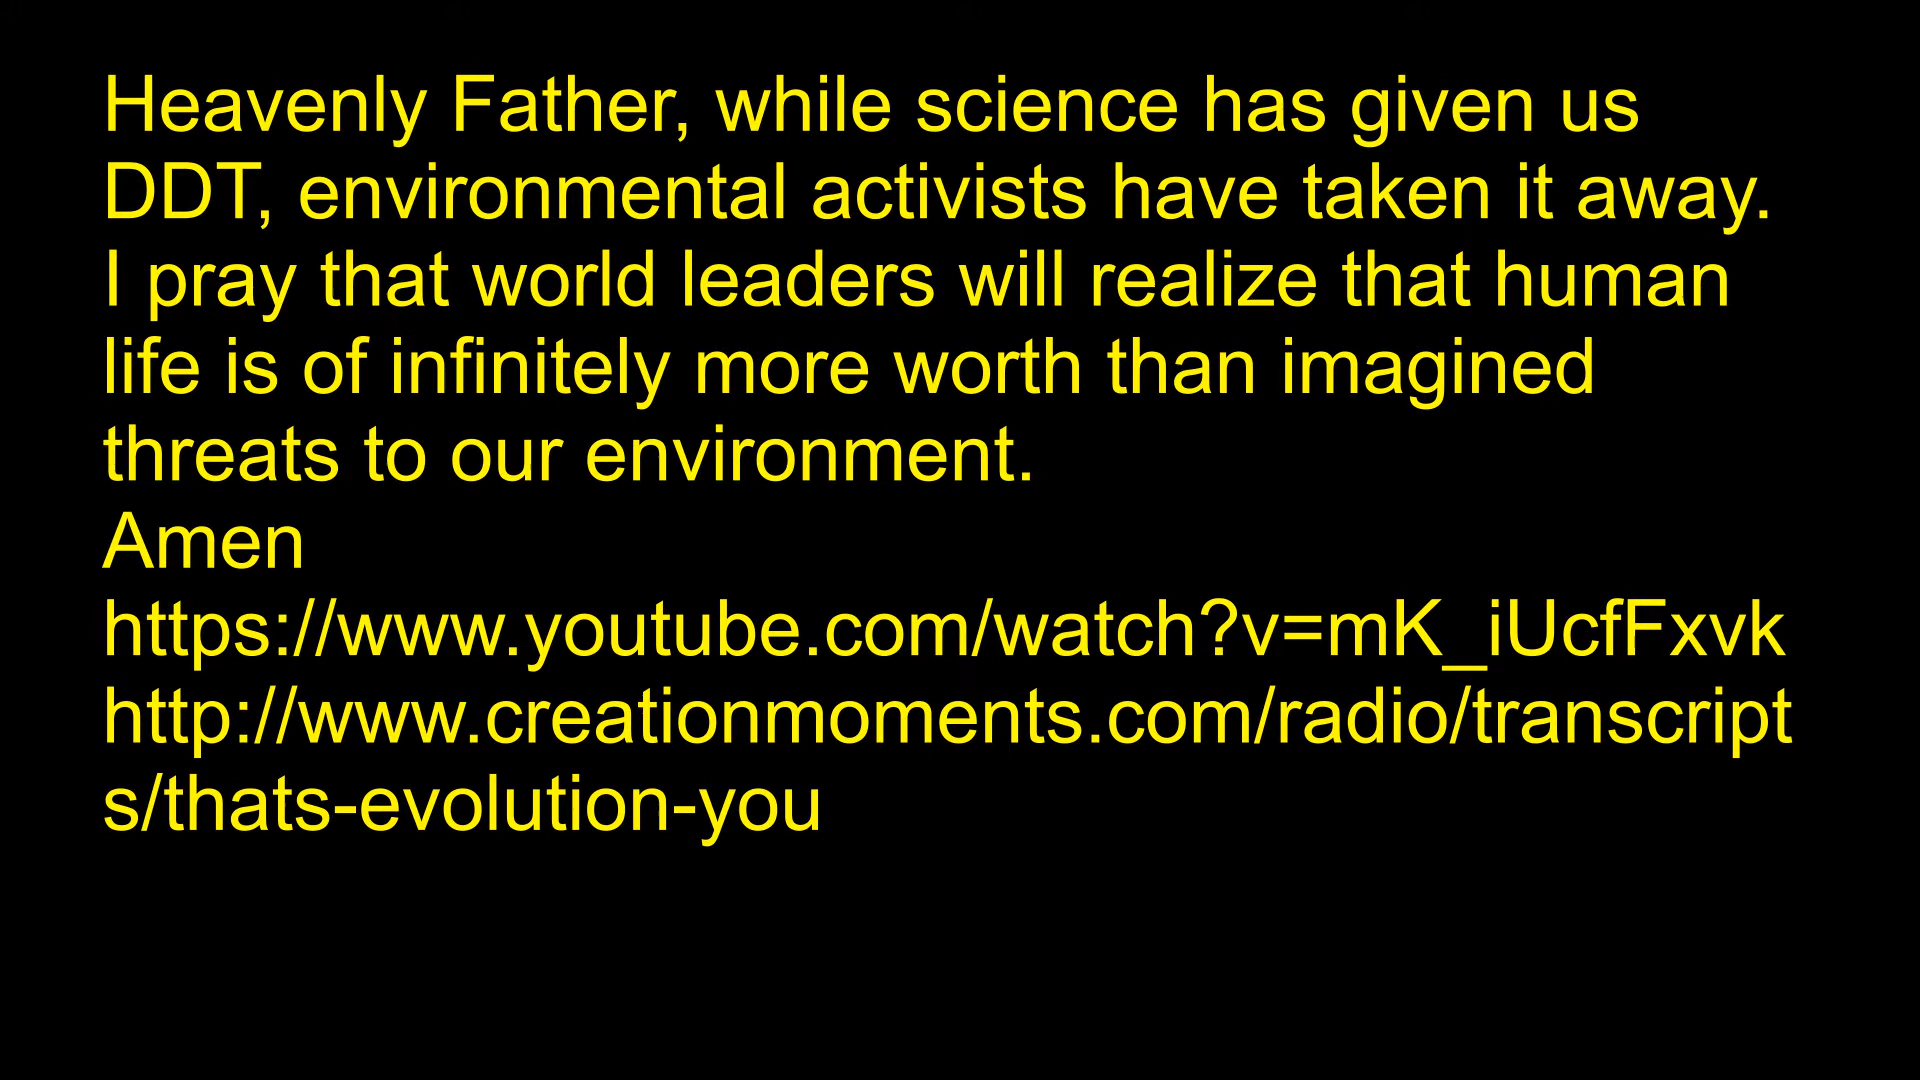 Heavenly Father, while science has given us
DDT, environmental activists have taken it away.
I pray that world leaders will realize that human
life is of infinitely more worth than imagined
threats to our environment.
Amen
https://www.youtube.com/watch?v=mK_iUcfFxvk
http://www.creationmoments.com/radio/transcript
s/thats-evolution-you